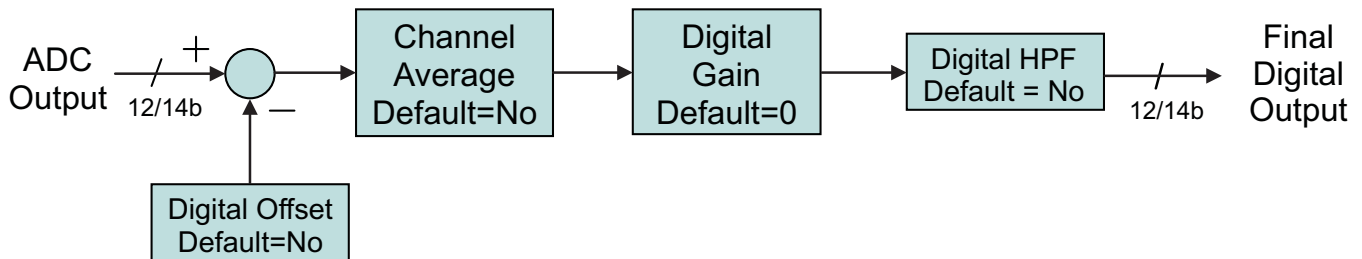 ADC
Output
12/14b
+
−
Digital Offset
Default=No
Channel
Average
Default=No
Digital
Gain
Default=0
Digital HPF
Default = No
12/14b
Final
Digital
Output